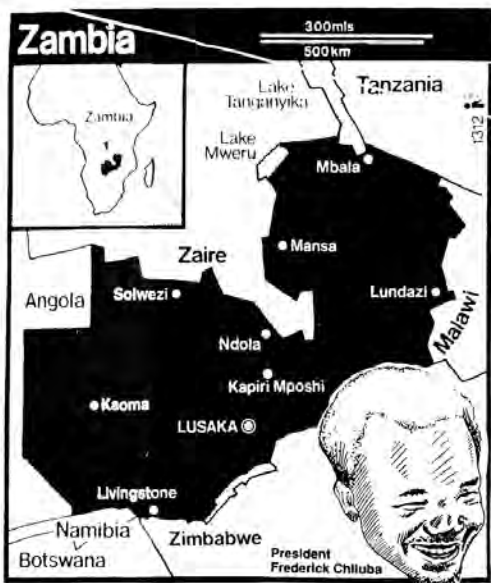 Zambia
300mls
500km
Zambia
Lake
Tanganyika
Tanzania
1312
Lake
Mweru
Mbala
Mansa
Zaire
Angola
Solwezi
Lundazi
Malawi
Ndola
Kapiri Mposhi
Kaoma
LUSAKA
Livingstone
Namibia
Zimbabwe
Botswana
President
Frederick Chiluba